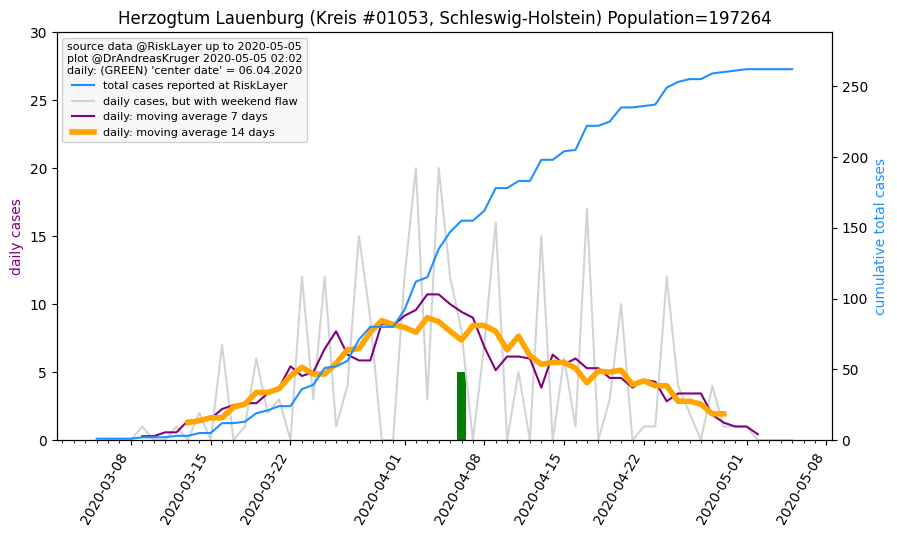 Herzogtum Lauenburg (Kreis #01053, Schleswig-Holstein) Population=197264
source data @RiskLayer up to 2020-05-05
plot @DrAndreasKruger 2020-05-05 02:02
daily: (GREEN) 'center date' = 06.04.2020
total cases reported at RiskLayer
daily cases, but with weekend flaw
daily: moving average 7 days
daily: moving average 14 days
30
25
20
15
10
5
0
daily cases
250
200
150
100
50
0
cumulative total cases
2020-03-08
2020-03-15
2020-03-22
2020-04-01
2020-04-08
2020-04-15
2020-04-22
2020-05-01
2020-05-08